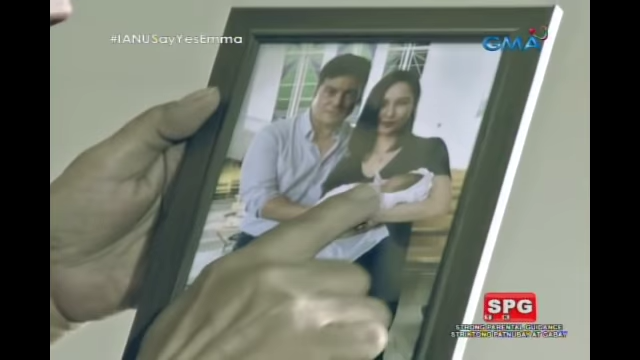 #IANUSayYesEmma
GMA
SPG
STRONG PARENTAL GUIDANCE
STRIKTONG PATNUBAY AT GABAY